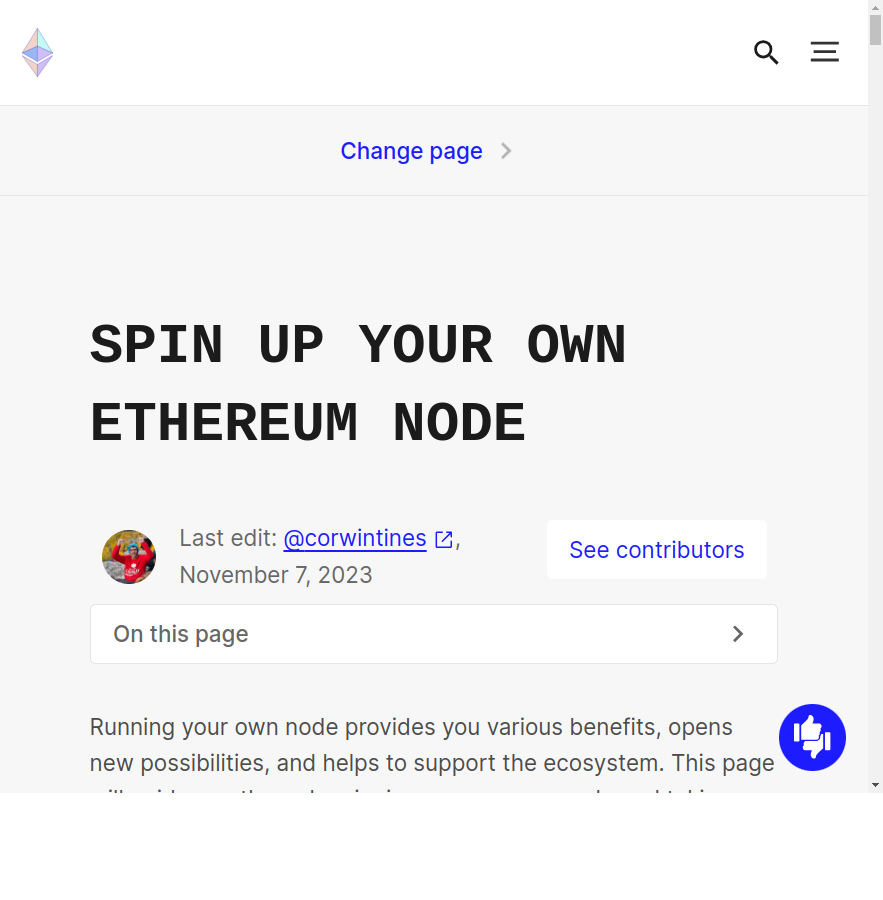 Change page
SPIN UP YOUR OWN
ETHEREUM NODE
Last edit: @corwintines,
November 7, 2023
See contributors
On this page
Running your own node provides you various benefits, opens
new possibilities, and helps to support the ecosystem. This page